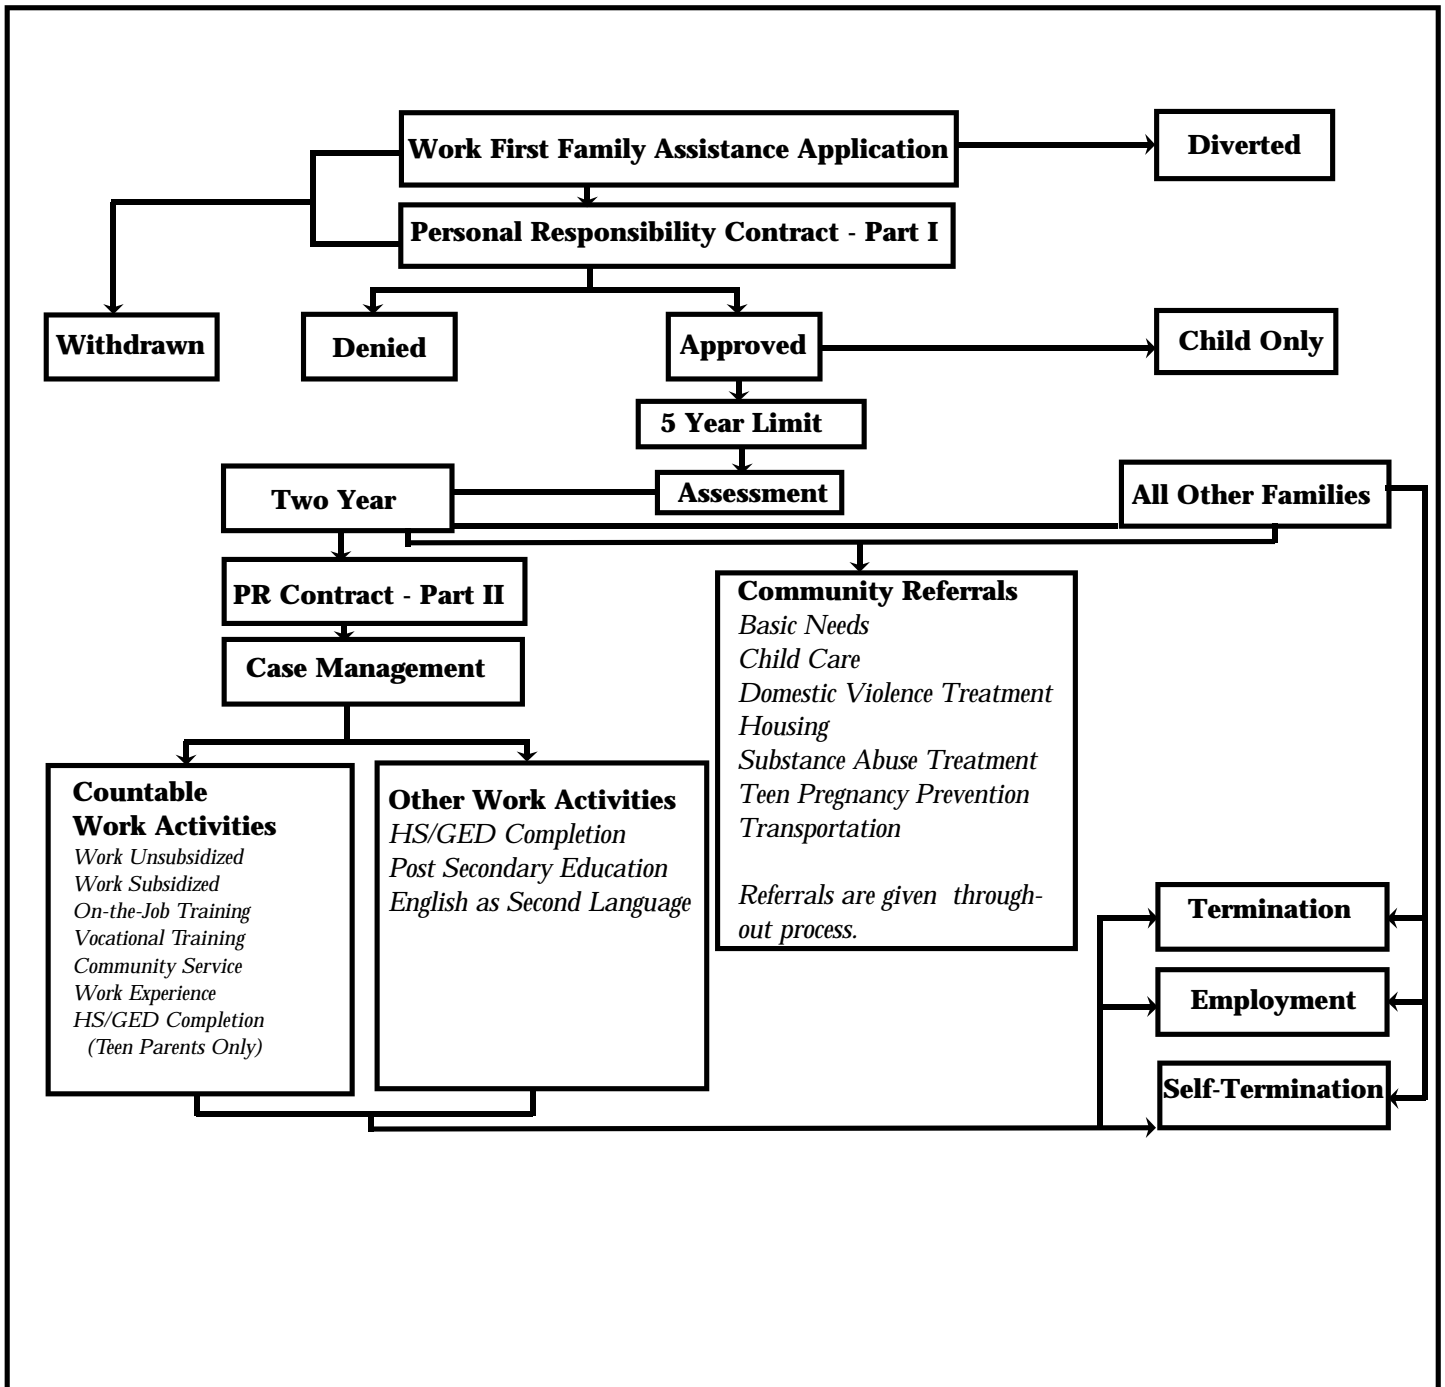 Work First Family Assistance Application
Diverted
Personal Responsibility Contract - Part I
Withdrawn
Denied
Approved
Child Only
5 Year Limit
Two Year
Assessment
All Other Families
PR Contract - Part II
Case Management
Community Referrals
Basic Needs
Child Care
Domestic Violence Treatment
Housing
Substance Abuse Treatment
Teen Pregnancy Prevention
Transportation
Referrals are given through-
out process.
Countable
Work Activities
Work Unsubsidized
Work Subsidized
On-the-Job Training
Vocational Training
Community Service
Work Experience
HS/GED Completion
(Teen Parents Only)
Other Work Activities
HS/GED Completion
Post Secondary Education
English as Second Language
Termination
Employment
Self-Termination